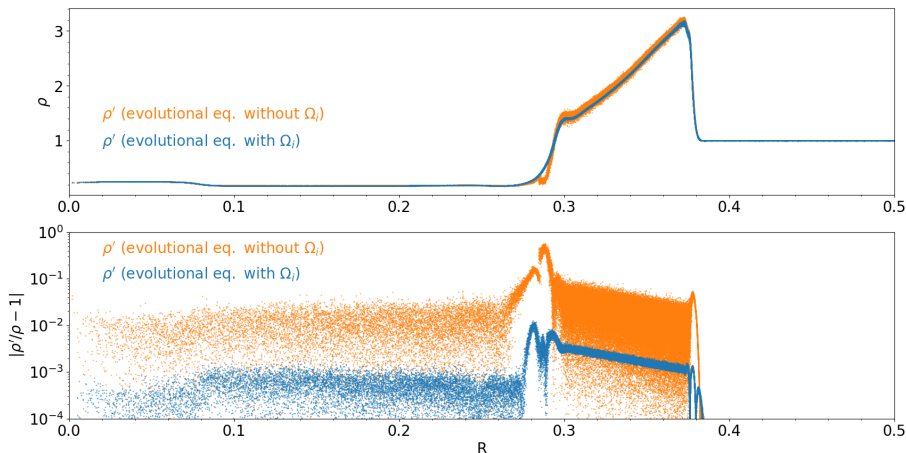 3
2
1
ρ
ρ′ (evolutional eq. without Ωᵢ)
ρ′ (evolutional eq. with Ωᵢ)
0.0 0.1 0.2 0.3 0.4 0.5
10⁰
10⁻¹
10⁻²
10⁻³
10⁻⁴
|ρ′/ρ − 1|
ρ′ (evolutional eq. without Ωᵢ)
ρ′ (evolutional eq. with Ωᵢ)
0.0 0.1 0.2 0.3 0.4 0.5
R